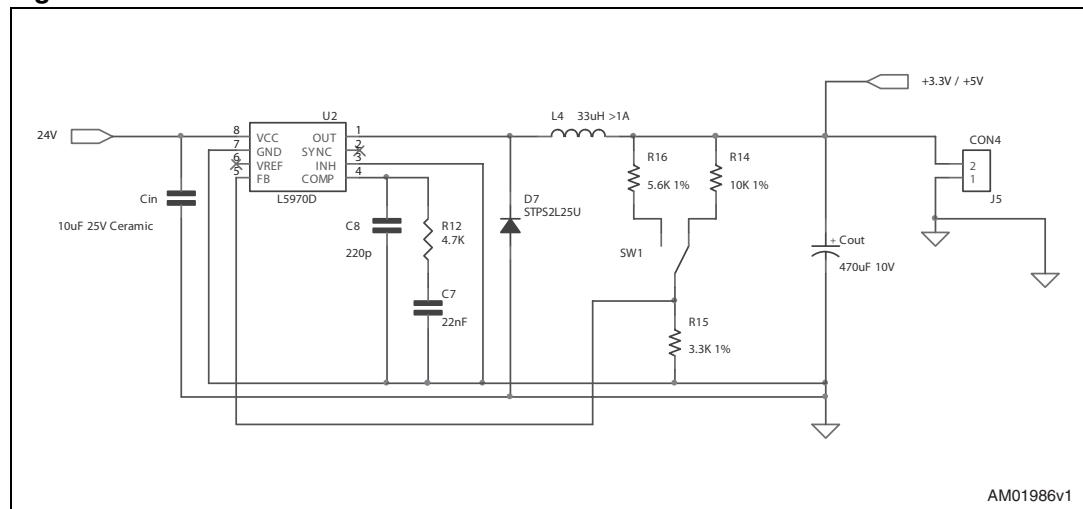 +3.3V / +5V
24V
U2
8 VCC OUT 1
7 GND SYNC 2
6 VREF INH 3
5 FB COMP 4
L5970D
L4 33uH >1A
CON4
2
1
J5
R16
5.6K 1%
R14
10K 1%
Cin
10uF 25V Ceramic
C8
220p
R12
4.7K
D7
STPS2L25U
SW1
+ Cout
470uF 10V
C7
22nF
R15
3.3K 1%
AM01986v1